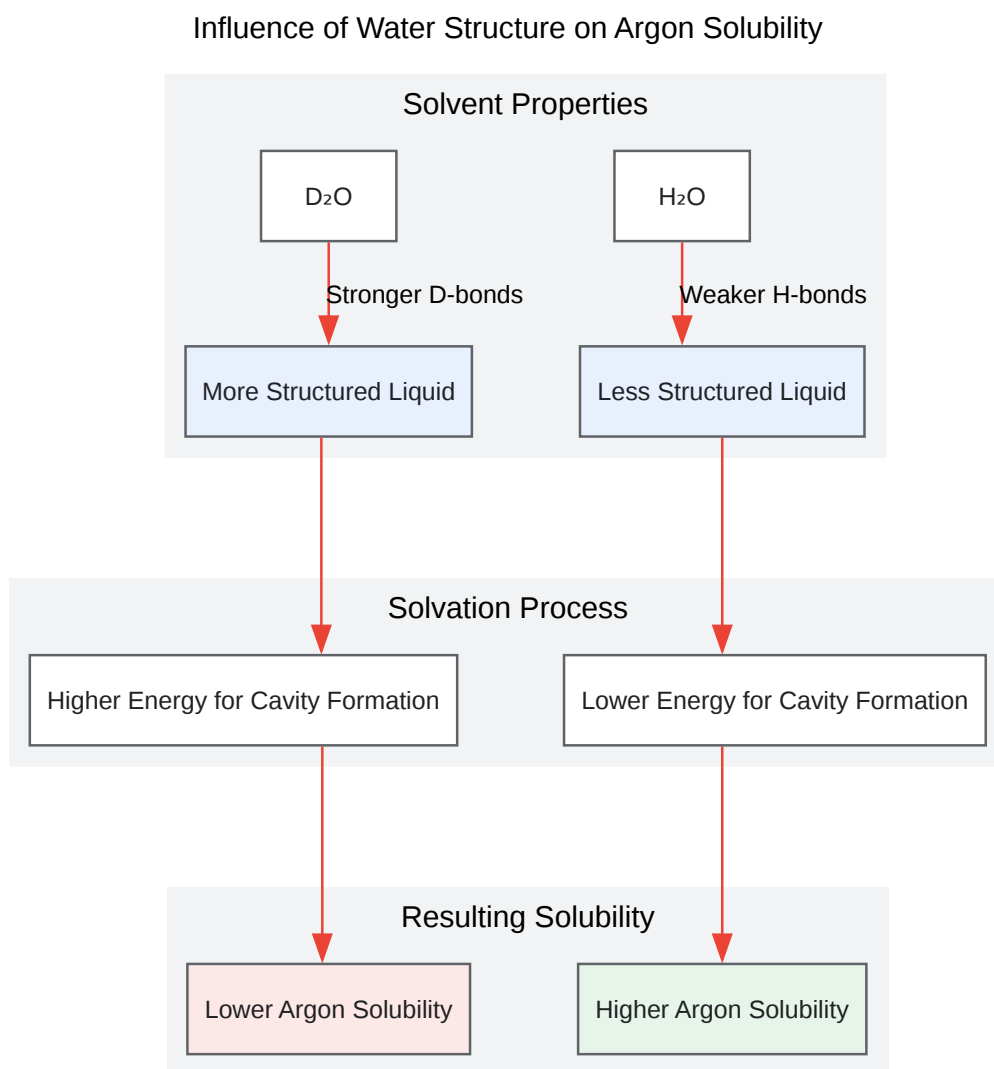 Influence of Water Structure on Argon Solubility
Solvent Properties
D₂O
H₂O
Stronger D-bonds
Weaker H-bonds
More Structured Liquid
Less Structured Liquid
Solvation Process
Higher Energy for Cavity Formation
Lower Energy for Cavity Formation
Resulting Solubility
Lower Argon Solubility
Higher Argon Solubility